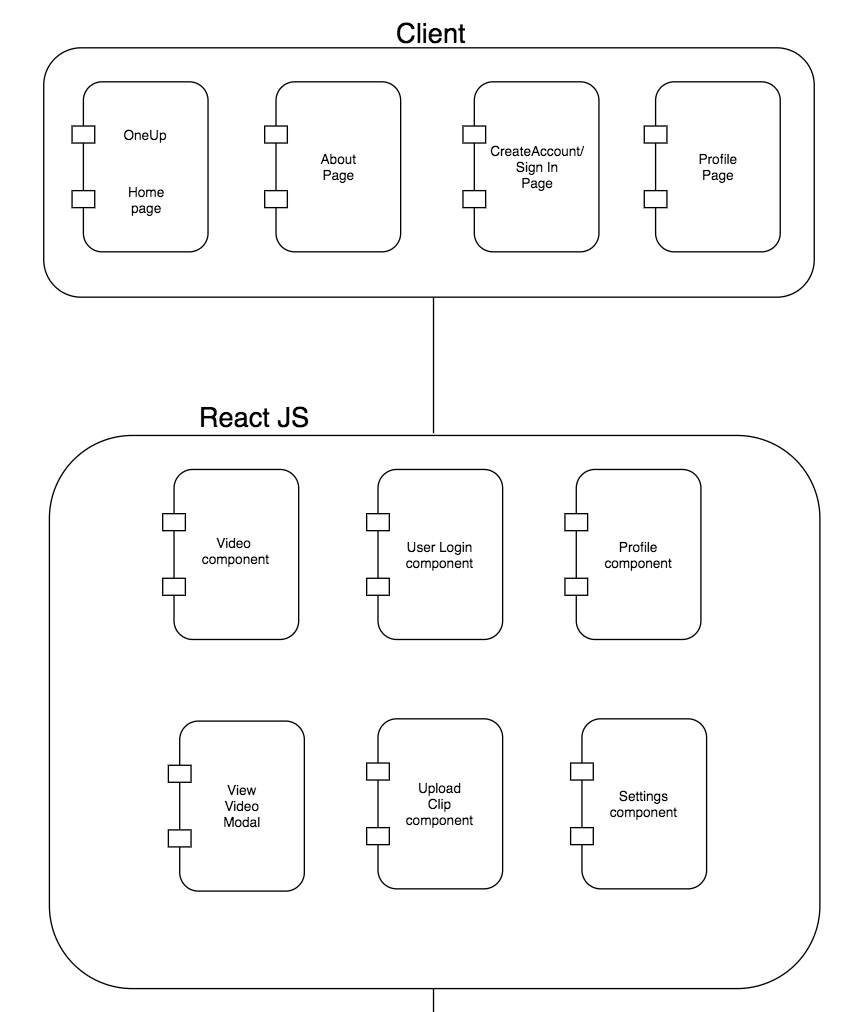 Client
OneUp
Home
page
About
Page
CreateAccount/
Sign In
Page
Profile
Page
React JS
Video
component
User Login
component
Profile
component
View
Video
Modal
Upload
Clip
component
Settings
component